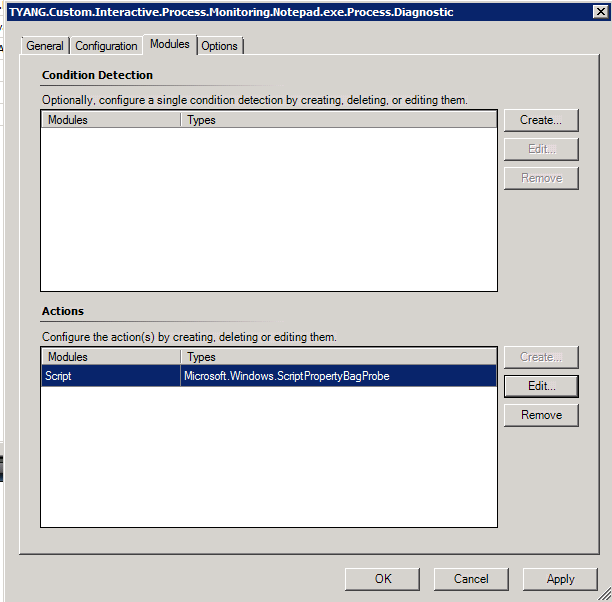 TYANG.Custom.Interactive.Process.Monitoring.Notepad.exe.Process.Diagnostic
General Configuration Modules Options
Condition Detection
Optionally, configure a single condition detection by creating, deleting, or editing them.
Modules Types Create...
Edit...
Remove
Actions
Configure the action(s) by creating, deleting or editing them.
Modules Types Create...
Script Microsoft.Windows.ScriptPropertyBagProbe Edit...
Remove
OK Cancel Apply